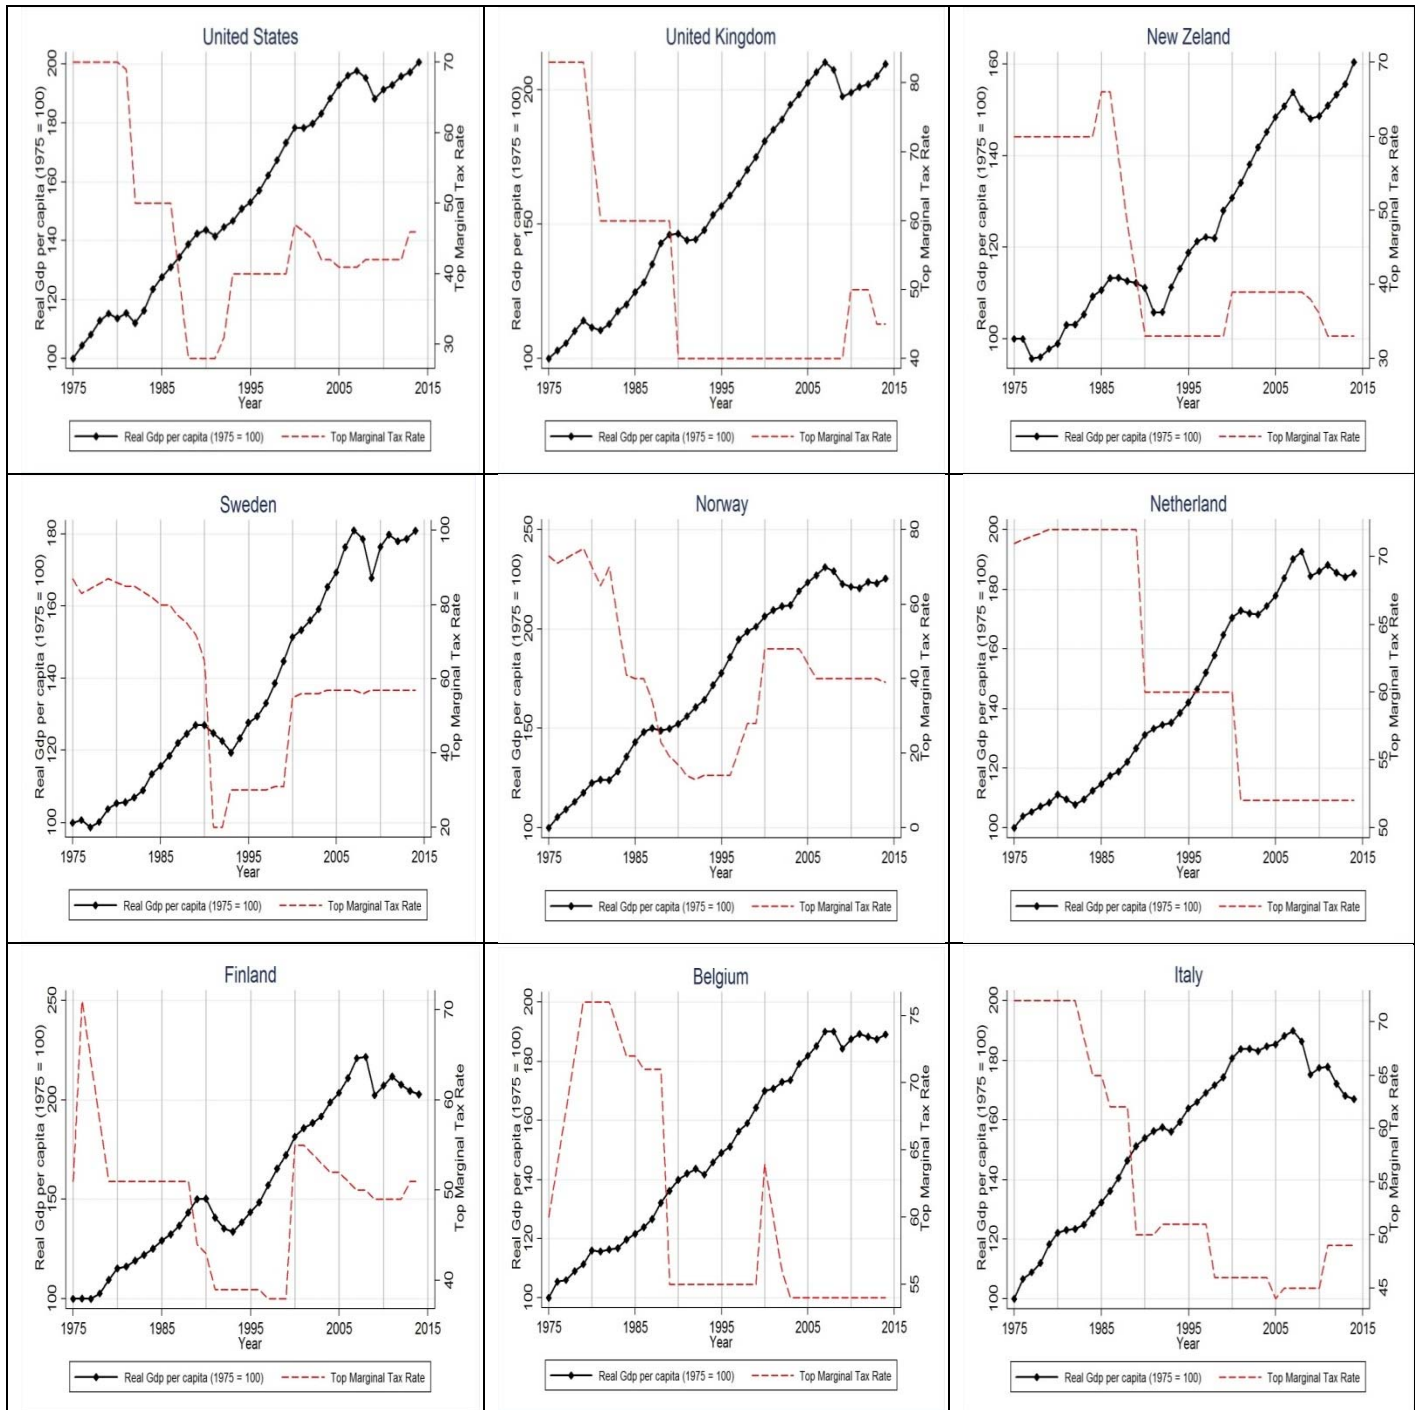 United States
Real Gdp per capita (1975 = 100)
100 120 140 160 180 200
30 40 50 60 70
Top Marginal Tax Rate
1975 1985 1995 2005 2015
Year
Real Gdp per capita (1975 = 100) Top Marginal Tax Rate
United Kingdom
Real Gdp per capita (1975 = 100)
100 150 200
40 50 60 70 80
Top Marginal Tax Rate
1975 1985 1995 2005 2015
Year
Real Gdp per capita (1975 = 100) Top Marginal Tax Rate
New Zeland
Real Gdp per capita (1975 = 100)
100 120 140 160
30 40 50 60 70
Top Marginal Tax Rate
1975 1985 1995 2005 2015
Year
Real Gdp per capita (1975 = 100) Top Marginal Tax Rate
Sweden
Real Gdp per capita (1975 = 100)
100 120 140 160 180
20 40 60 80 100
Top Marginal Tax Rate
1975 1985 1995 2005 2015
Year
Real Gdp per capita (1975 = 100) Top Marginal Tax Rate
Norway
Real Gdp per capita (1975 = 100)
100 150 200 250
0 20 40 60 80
Top Marginal Tax Rate
1975 1985 1995 2005 2015
Year
Real Gdp per capita (1975 = 100) Top Marginal Tax Rate
Netherland
Real Gdp per capita (1975 = 100)
100 120 140 160 180 200
50 55 60 65 70
Top Marginal Tax Rate
1975 1985 1995 2005 2015
Year
Real Gdp per capita (1975 = 100) Top Marginal Tax Rate
Finland
Real Gdp per capita (1975 = 100)
100 150 200 250
40 50 60 70
Top Marginal Tax Rate
1975 1985 1995 2005 2015
Year
Real Gdp per capita (1975 = 100) Top Marginal Tax Rate
Belgium
Real Gdp per capita (1975 = 100)
100 120 140 160 180 200
55 60 65 70 75
Top Marginal Tax Rate
1975 1985 1995 2005 2015
Year
Real Gdp per capita (1975 = 100) Top Marginal Tax Rate
Italy
Real Gdp per capita (1975 = 100)
100 120 140 160 180 200
45 50 55 60 65 70
Top Marginal Tax Rate
1975 1985 1995 2005 2015
Year
Real Gdp per capita (1975 = 100) Top Marginal Tax Rate